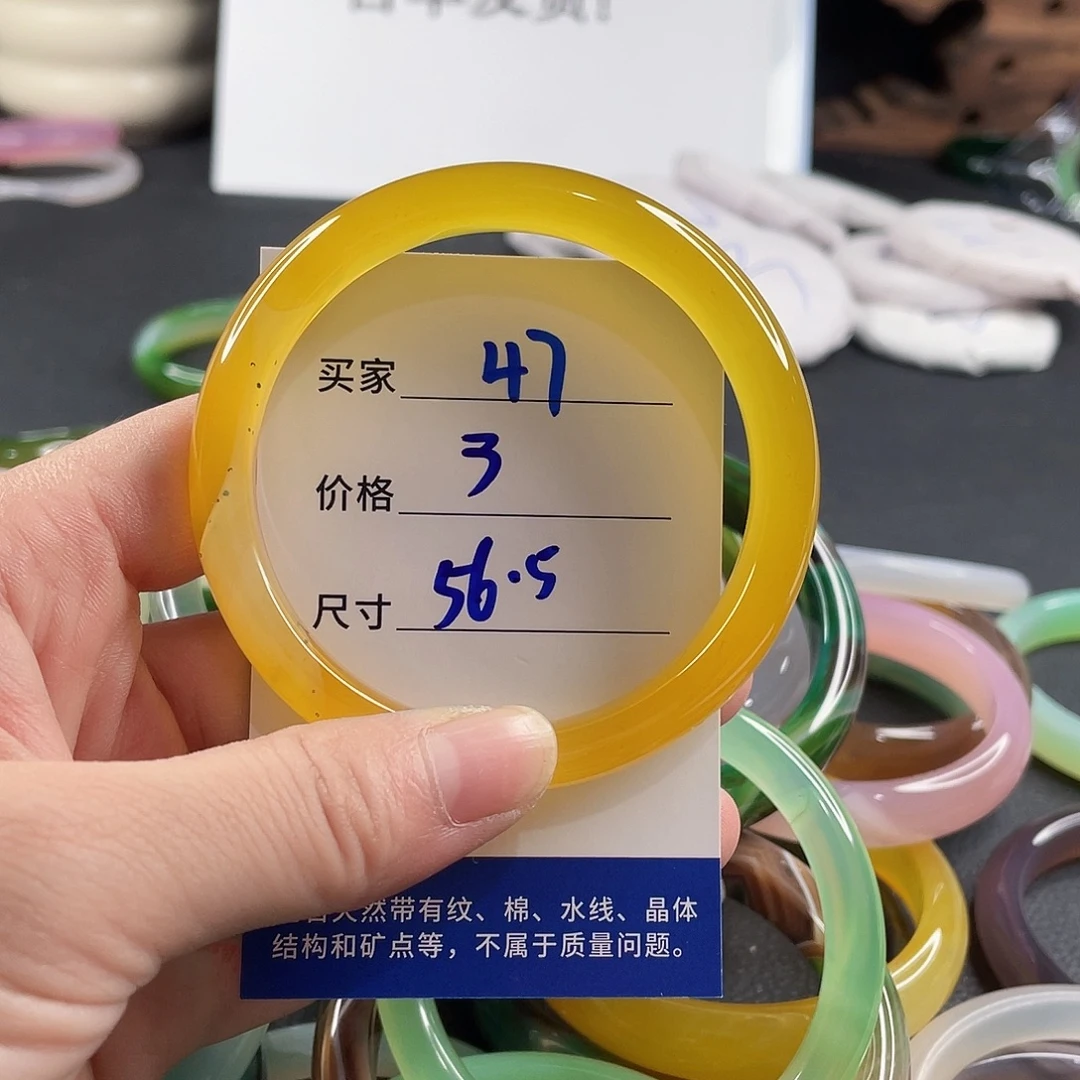 买家 47
价格 3
尺寸 56.5
天然带有纹、棉、水线、晶体
结构和矿点等，不属于质量问题。